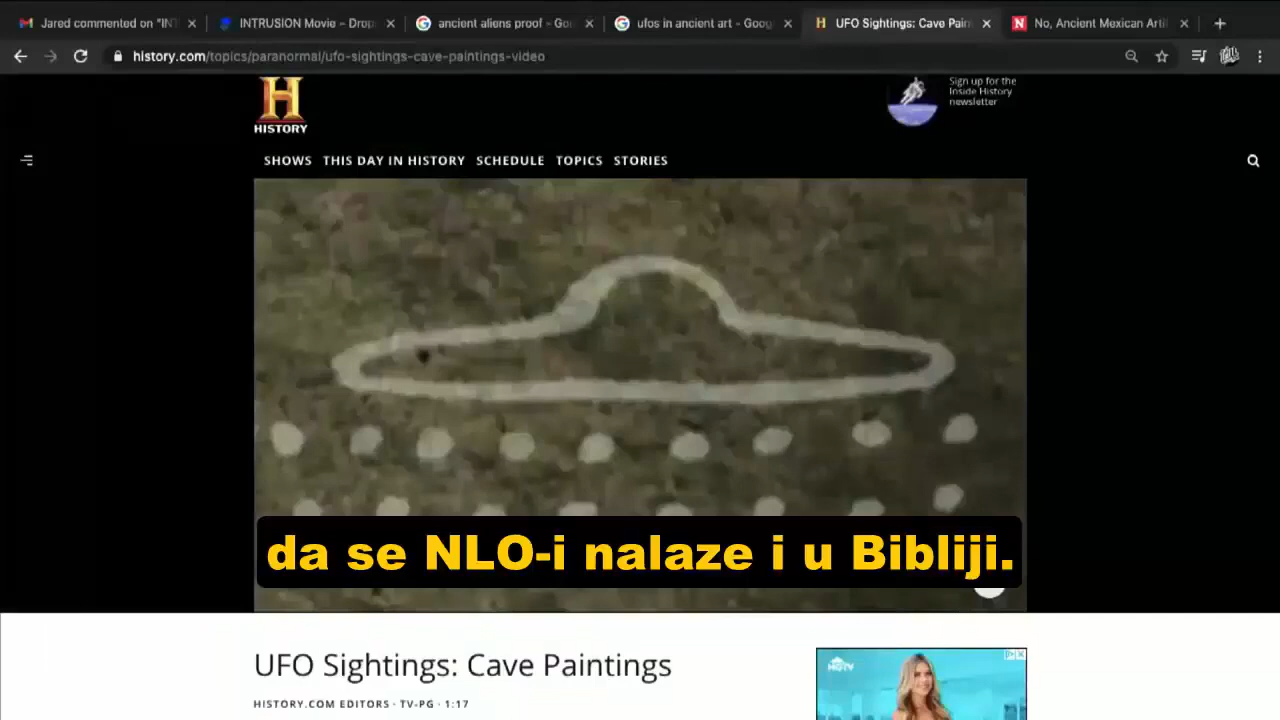 Jared commented on "INT
INTRUSION Movie – Drop
ancient aliens proof - Goo
ufos in ancient art - Goog
UFO Sightings: Cave Pain
No, Ancient Mexican Arti
history.com/topics/paranormal/ufo-sightings-cave-paintings-video
H
HISTORY
Sign up for the
Inside History
newsletter
SHOWS THIS DAY IN HISTORY SCHEDULE TOPICS STORIES
da se NLO-i nalaze i u Bibliji.
UFO Sightings: Cave Paintings
HISTORY.COM EDITORS · TV-PG · 1:17
HGTV